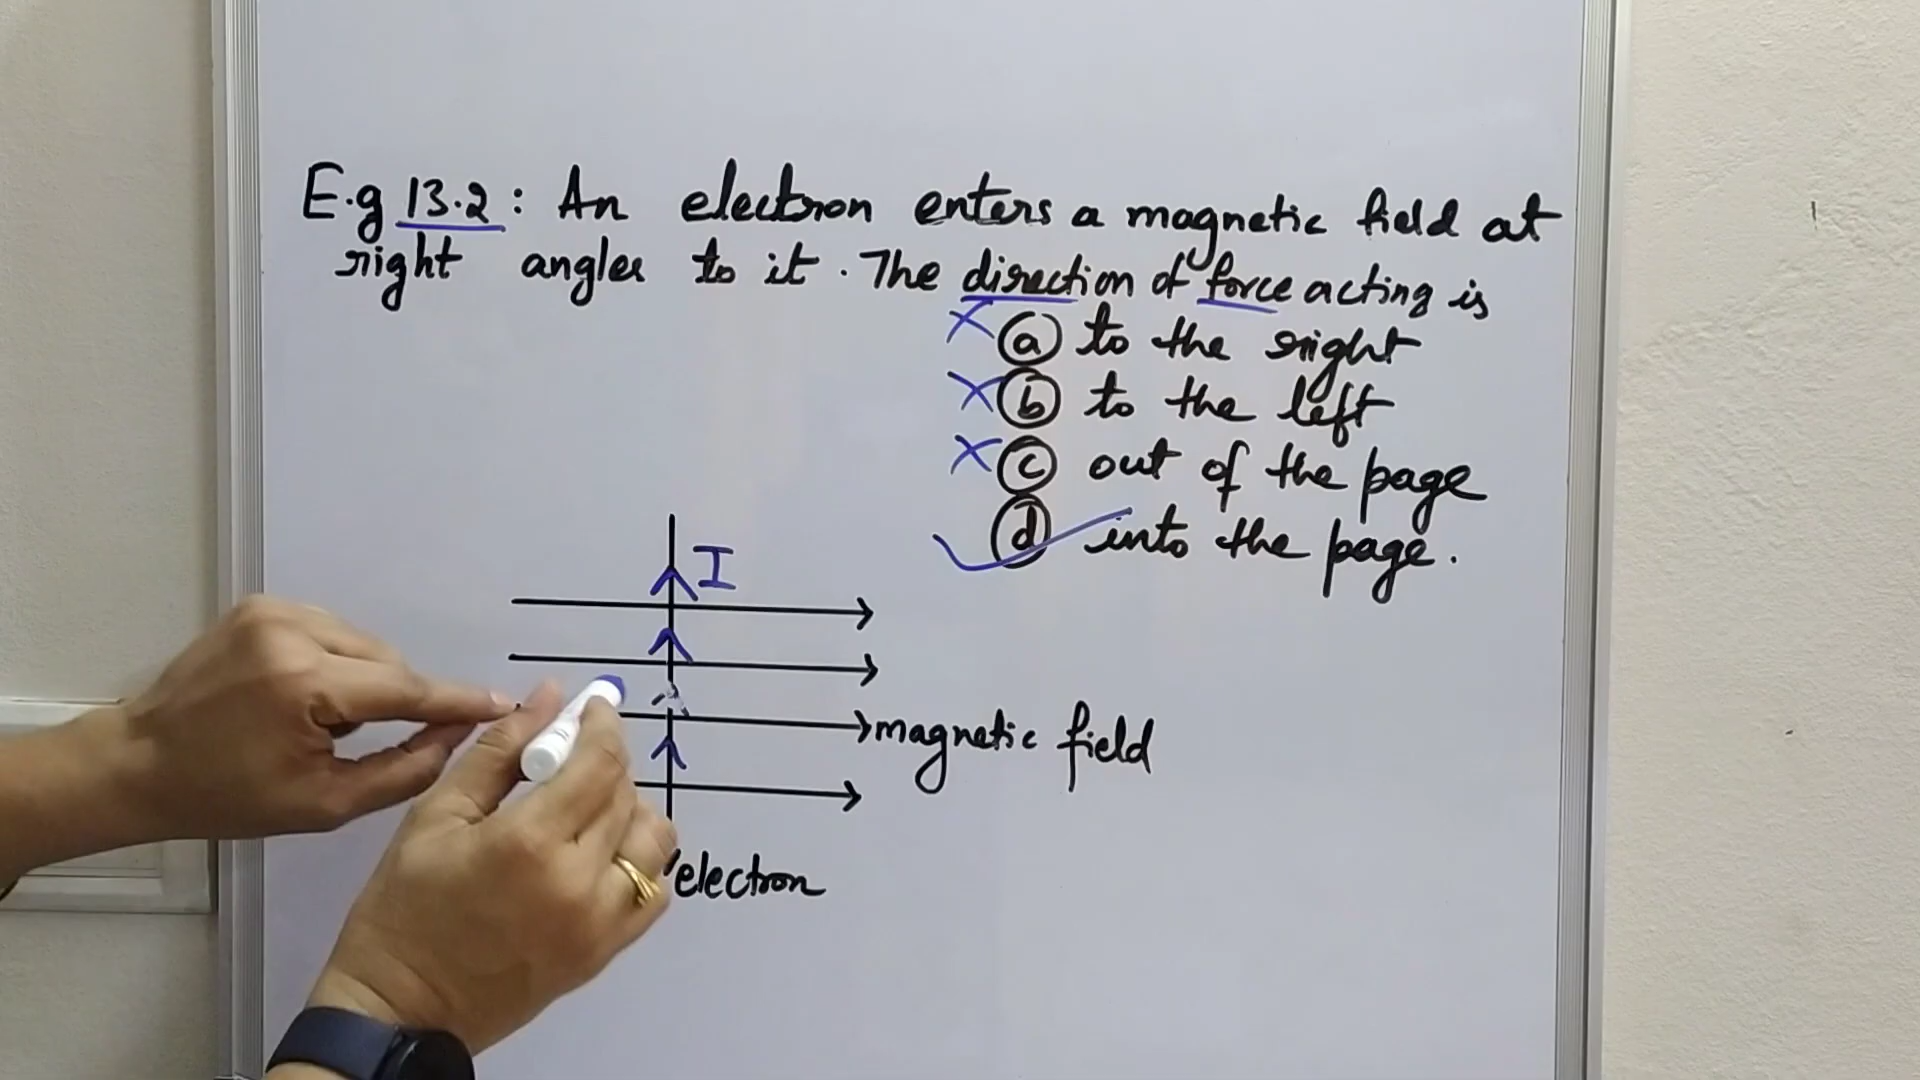 E.g 13.2: An electron enters a magnetic field at
right angles to it. The direction of force acting is
(a) to the right
(b) to the left
(c) out of the page
(d) into the page.
I
magnetic field
electron